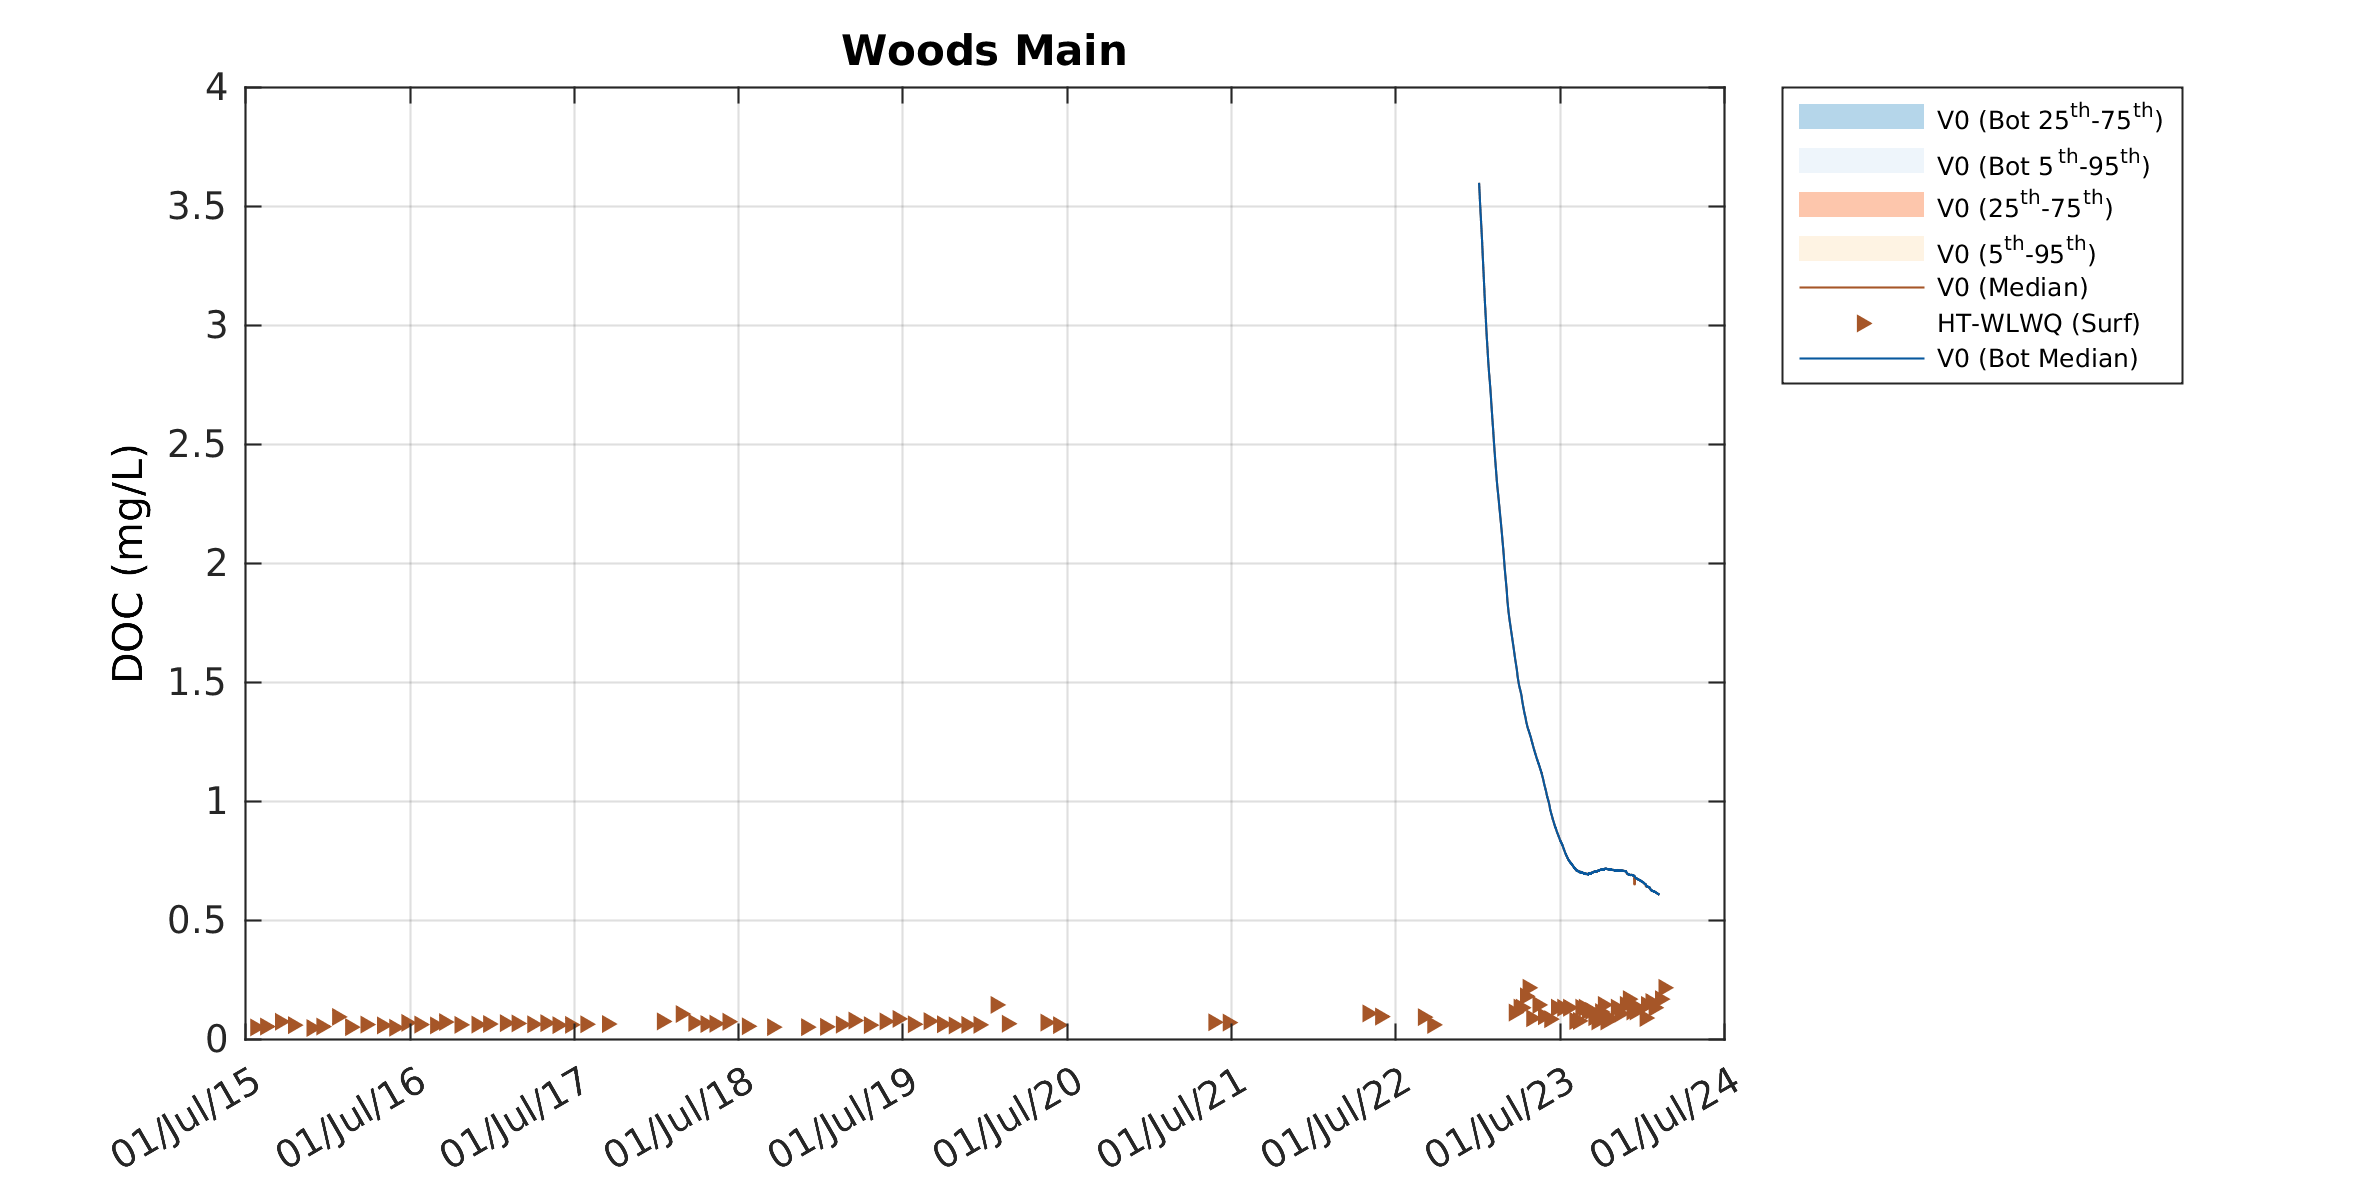 Woods Main
DOC (mg/L)
4
3.5
3
2.5
2
1.5
1
0.5
0
01/Jul/15
01/Jul/16
01/Jul/17
01/Jul/18
01/Jul/19
01/Jul/20
01/Jul/21
01/Jul/22
01/Jul/23
01/Jul/24
V0 (Bot 25th-75th)
V0 (Bot 5th-95th)
V0 (25th-75th)
V0 (5th-95th)
V0 (Median)
HT-WLWQ (Surf)
V0 (Bot Median)